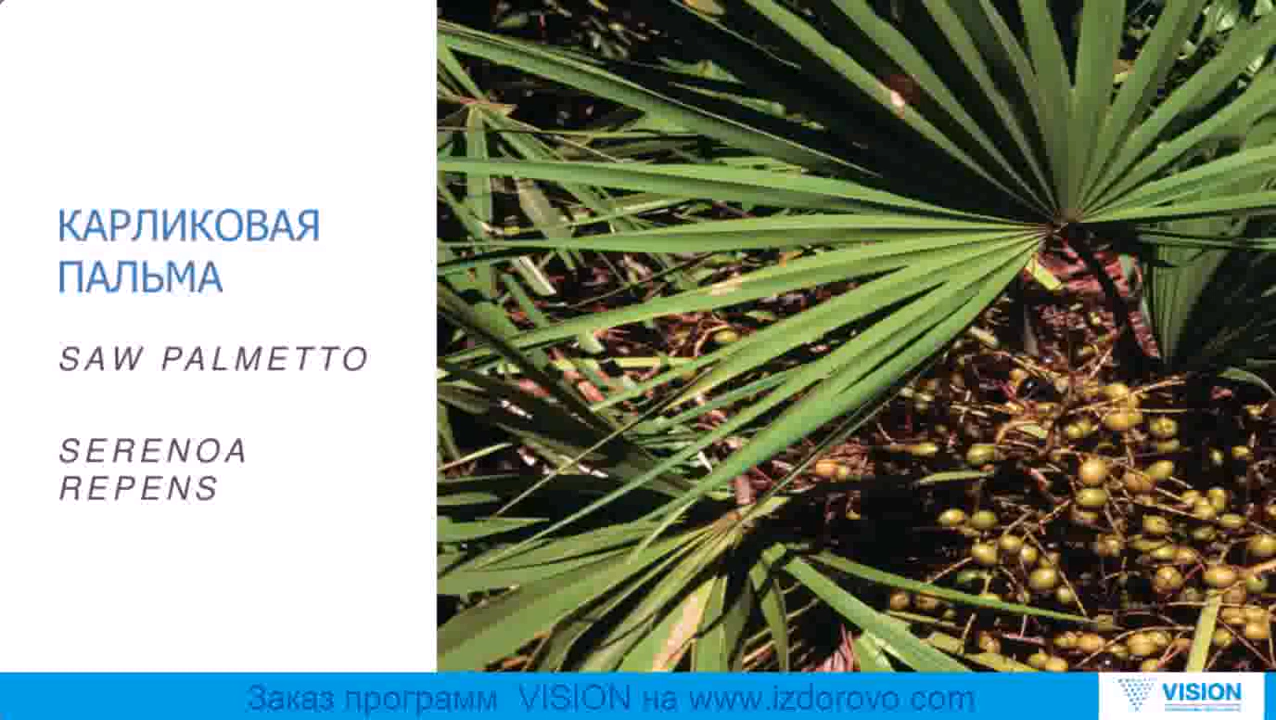 КАРЛИКОВАЯ
ПАЛЬМА
SAW PALMETTO
SERENOA
REPENS
Заказ программ VISION на www.izdorovo.com
VISION